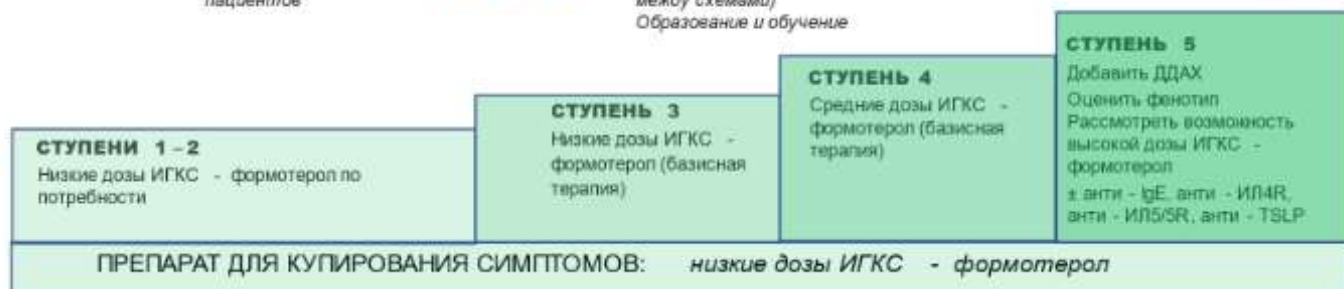 пациентов
между схемами)
Образование и обучение
СТУПЕНИ 1 – 2
Низкие дозы ИГКС - формотерол по
потребности
СТУПЕНЬ 3
Низкие дозы ИГКС -
формотерол (базисная
терапия)
СТУПЕНЬ 4
Средние дозы ИГКС -
формотерол (базисная
терапия)
СТУПЕНЬ 5
Добавить ДДАХ
Оценить фенотип
Рассмотреть возможность
высокой дозы ИГКС -
формотерол
± анти - IgE, анти - ИЛ4R,
анти - ИЛ5/5R, анти - TSLP
ПРЕПАРАТ ДЛЯ КУПИРОВАНИЯ СИМПТОМОВ: низкие дозы ИГКС - формотерол